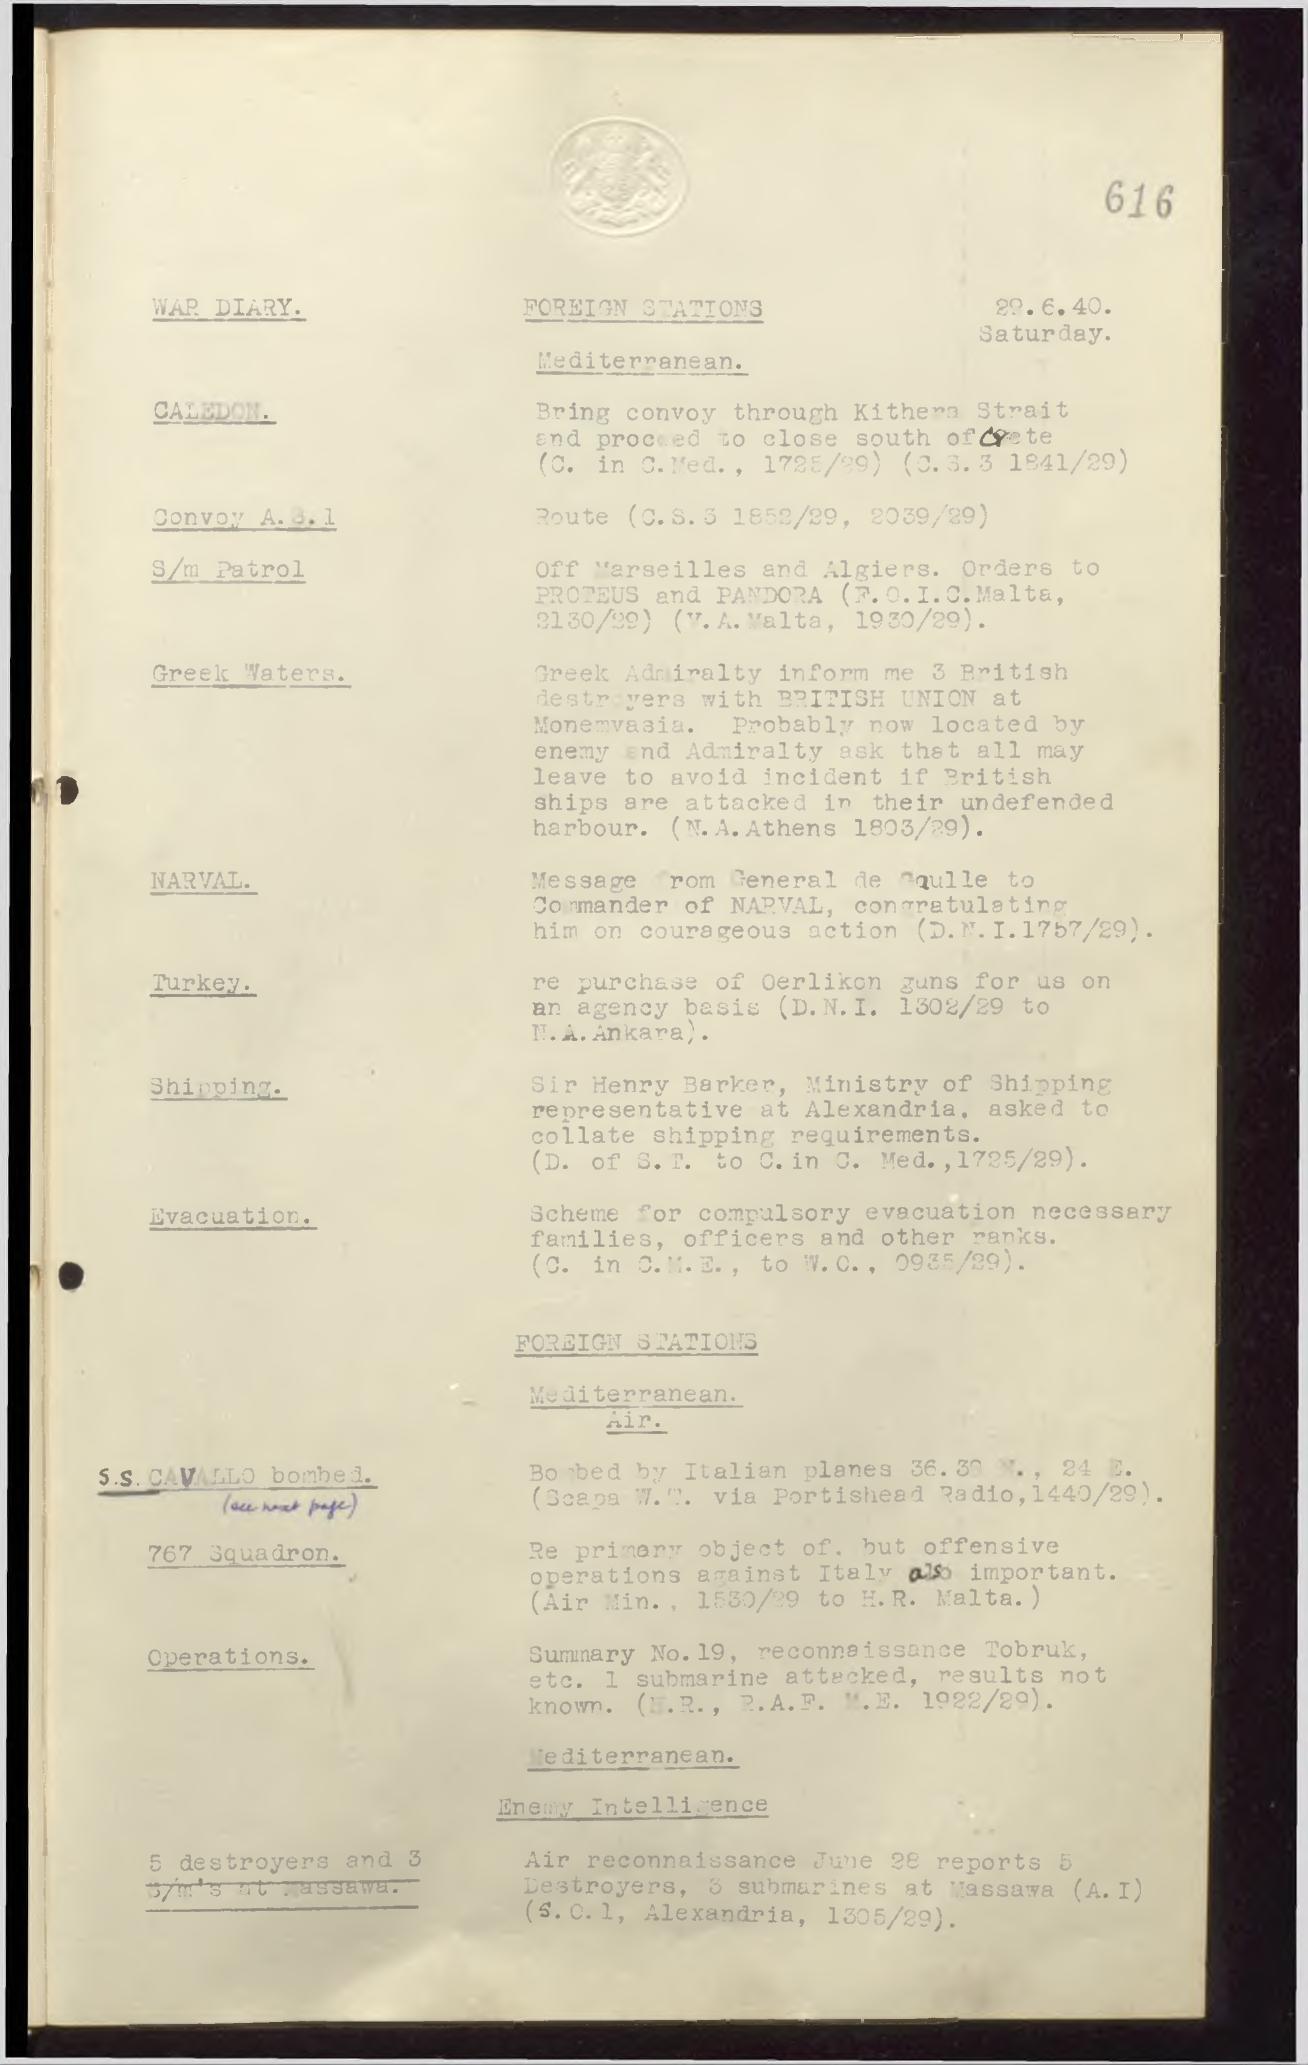 616
WAR DIARY. FOREIGN STATIONS 29.6.40.
Saturday.
Mediterranean.
CALEDON. Bring convoy through Kithera Strait
and proceed to close south of Crete
(C. in C.Med., 1725/29) (C.S.3 1841/29)
Convoy A.S.1 Route (C.S.3 1852/29, 2039/29)
S/m Patrol Off Marseilles and Algiers. Orders to
PROTEUS and PANDORA (F.O.I.C.Malta,
2130/29) (V.A.Malta, 1930/29).
Greek Waters. Greek Admiralty inform me 3 British
destroyers with BRITISH UNION at
Monemvasia. Probably now located by
enemy and Admiralty ask that all may
leave to avoid incident if British
ships are attacked in their undefended
harbour. (N.A.Athens 1803/29).
NARVAL. Message from General de Gaulle to
Commander of NARVAL, congratulating
him on courageous action (D.N.I.1757/29).
Turkey. re purchase of Oerlikon guns for us on
an agency basis (D.N.I. 1302/29 to
N.A.Ankara).
Shipping. Sir Henry Barker, Ministry of Shipping
representative at Alexandria, asked to
collate shipping requirements.
(D. of S.T. to C.in C. Med.,1725/29).
Evacuation. Scheme for compulsory evacuation necessary
families, officers and other ranks.
(C. in C.M.E., to W.O., 0935/29).
FOREIGN STATIONS
Mediterranean.
Air.
S.S. CAVALLO bombed. Bombed by Italian planes 36.30 N., 24 E.
(see next page) (Scapa W.T. via Portishead Radio,1440/29).
767 Squadron. Re primary object of, but offensive
operations against Italy also important.
(Air Min., 1530/29 to H.R. Malta.)
Operations. Summary No.19, reconnaissance Tobruk,
etc. 1 submarine attacked, results not
known. (H.R., R.A.F. M.E. 1922/29).
Mediterranean.
Enemy Intelligence
5 destroyers and 3 Air reconnaissance June 28 reports 5
S/m's at Massawa. Destroyers, 3 submarines at Massawa (A.I)
(S.O.1, Alexandria, 1305/29).